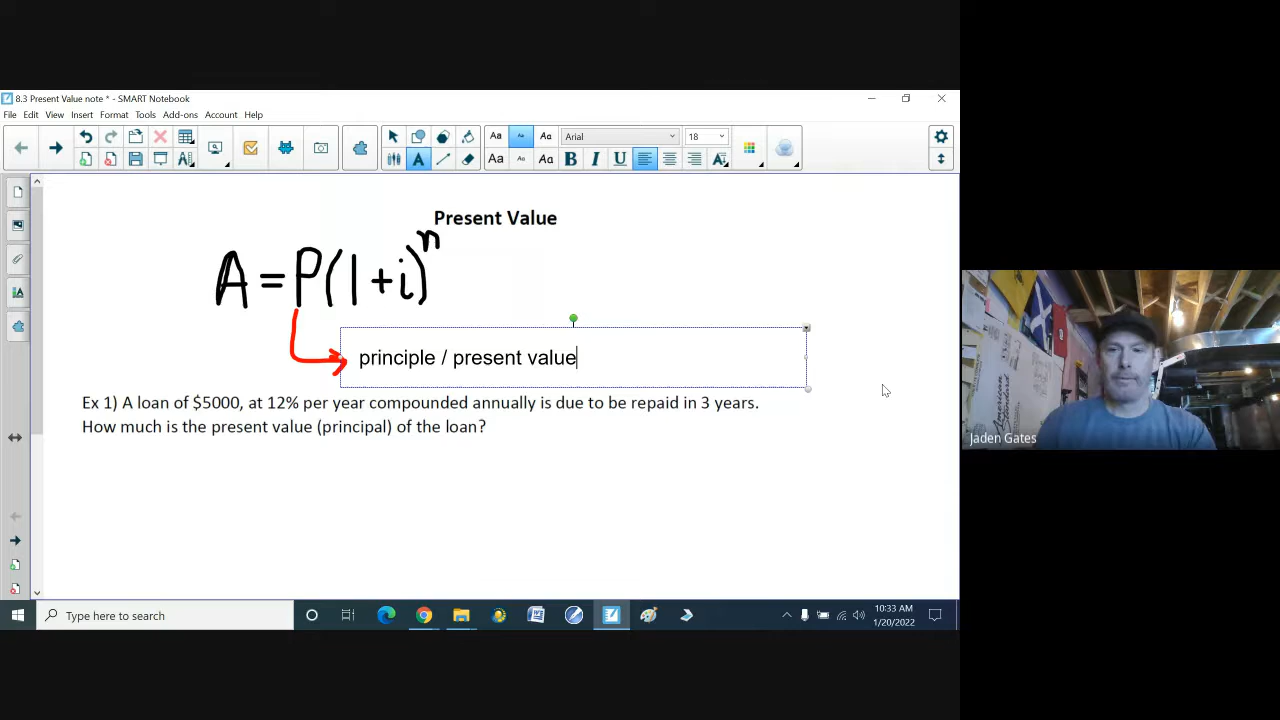 8.3 Present Value note * - SMART Notebook
File Edit View Insert Format Tools Add-ons Account Help
Arial 18
Present Value
A = P(1+i)^n
principle / present value
Ex 1) A loan of $5000, at 12% per year compounded annually is due to be repaid in 3 years.
How much is the present value (principal) of the loan?
Jaden Gates
Type here to search
10:33 AM
1/20/2022